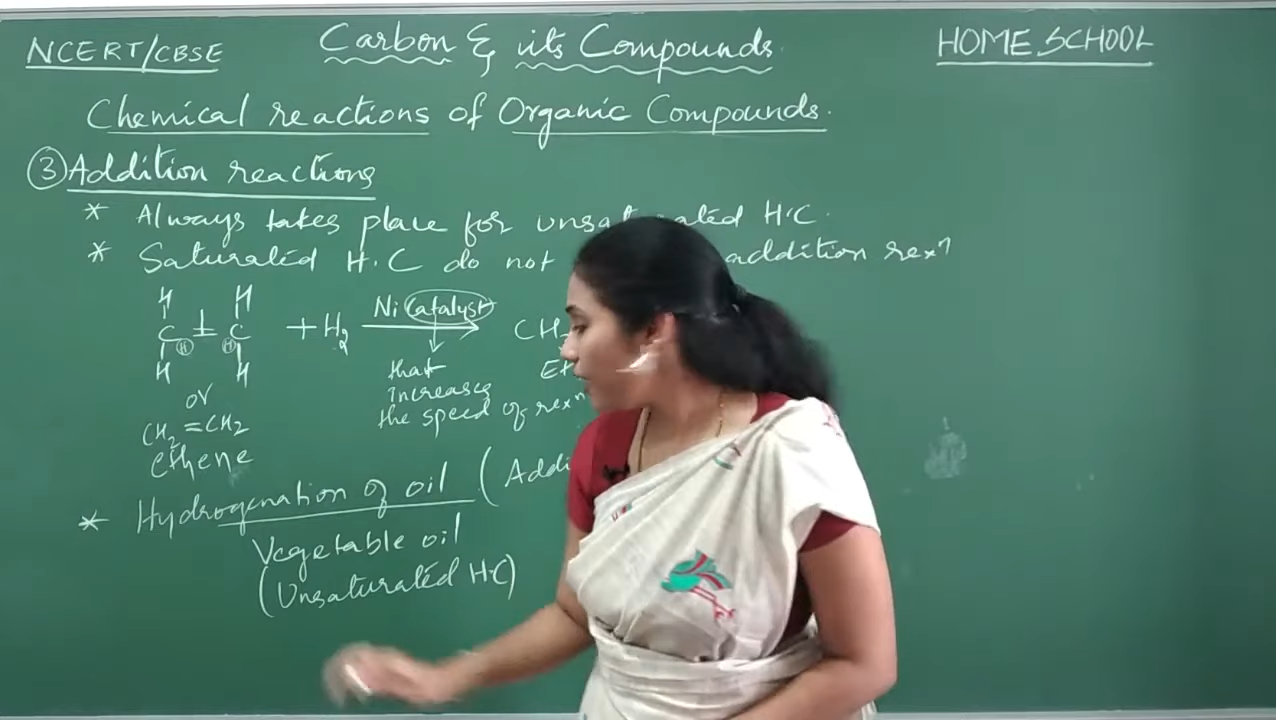 NCERT/CBSE
Carbon & its Compounds
HOME SCHOOL
Chemical reactions of Organic Compounds.
③ Addition reactions
* Always takes place for unsaturated H.C.
* Saturated H.C do not addition rexn
H H
C = C + H2 Ni Catalyst CH
H H
H H
that
increases
the speed of rexn
or
CH2=CH2
ethene
* Hydrogenation of oil (Addi
Vegetable oil
(Unsaturated H.C)